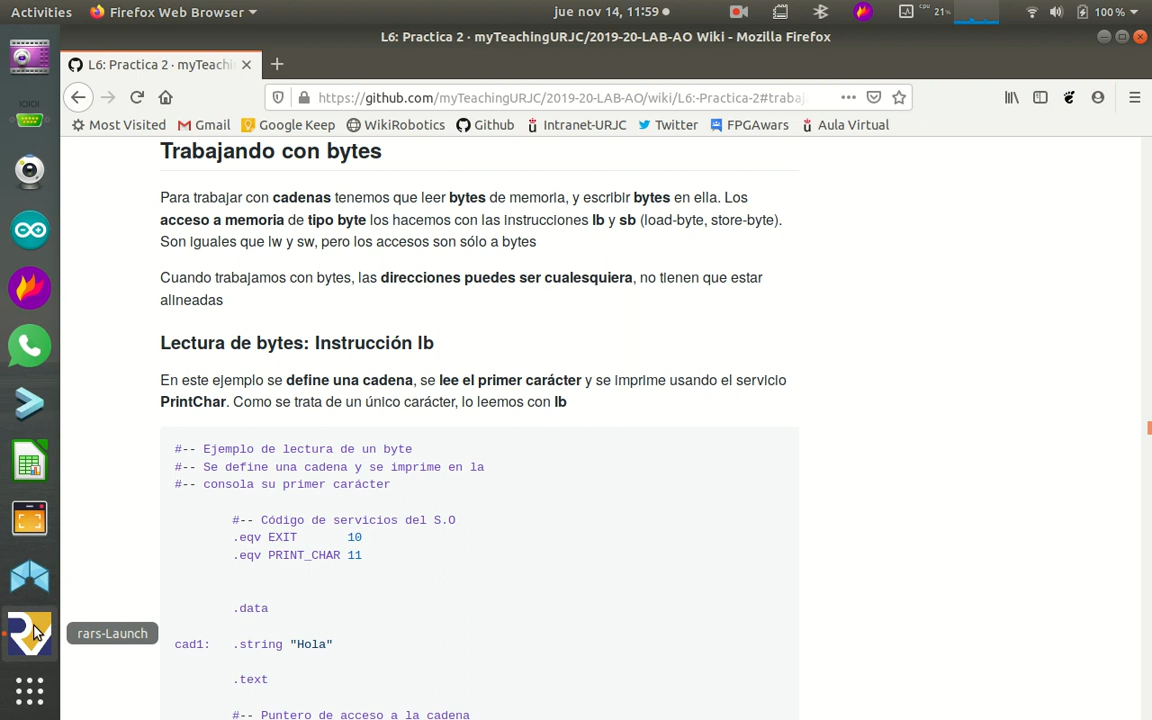 Activities
Firefox Web Browser
jue nov 14, 11:59
cpu 21%
100 %
L6: Practica 2 · myTeachingURJC/2019-20-LAB-AO Wiki - Mozilla Firefox
L6: Practica 2 · myTeachi
https://github.com/myTeachingURJC/2019-20-LAB-AO/wiki/L6:-Practica-2#traba
Most Visited
Gmail
Google Keep
WikiRobotics
Github
Intranet-URJC
Twitter
FPGAwars
Aula Virtual
Trabajando con bytes
Para trabajar con cadenas tenemos que leer bytes de memoria, y escribir bytes en ella. Los
acceso a memoria de tipo byte los hacemos con las instrucciones lb y sb (load-byte, store-byte).
Son iguales que lw y sw, pero los accesos son sólo a bytes
Cuando trabajamos con bytes, las direcciones puedes ser cualesquiera, no tienen que estar
alineadas
Lectura de bytes: Instrucción lb
En este ejemplo se define una cadena, se lee el primer carácter y se imprime usando el servicio
PrintChar. Como se trata de un único carácter, lo leemos con lb
#-- Ejemplo de lectura de un byte
#-- Se define una cadena y se imprime en la
#-- consola su primer carácter
#-- Código de servicios del S.O
.eqv EXIT 10
.eqv PRINT_CHAR 11
.data
cad1: .string "Hola"
.text
#-- Puntero de acceso a la cadena
rars-Launch